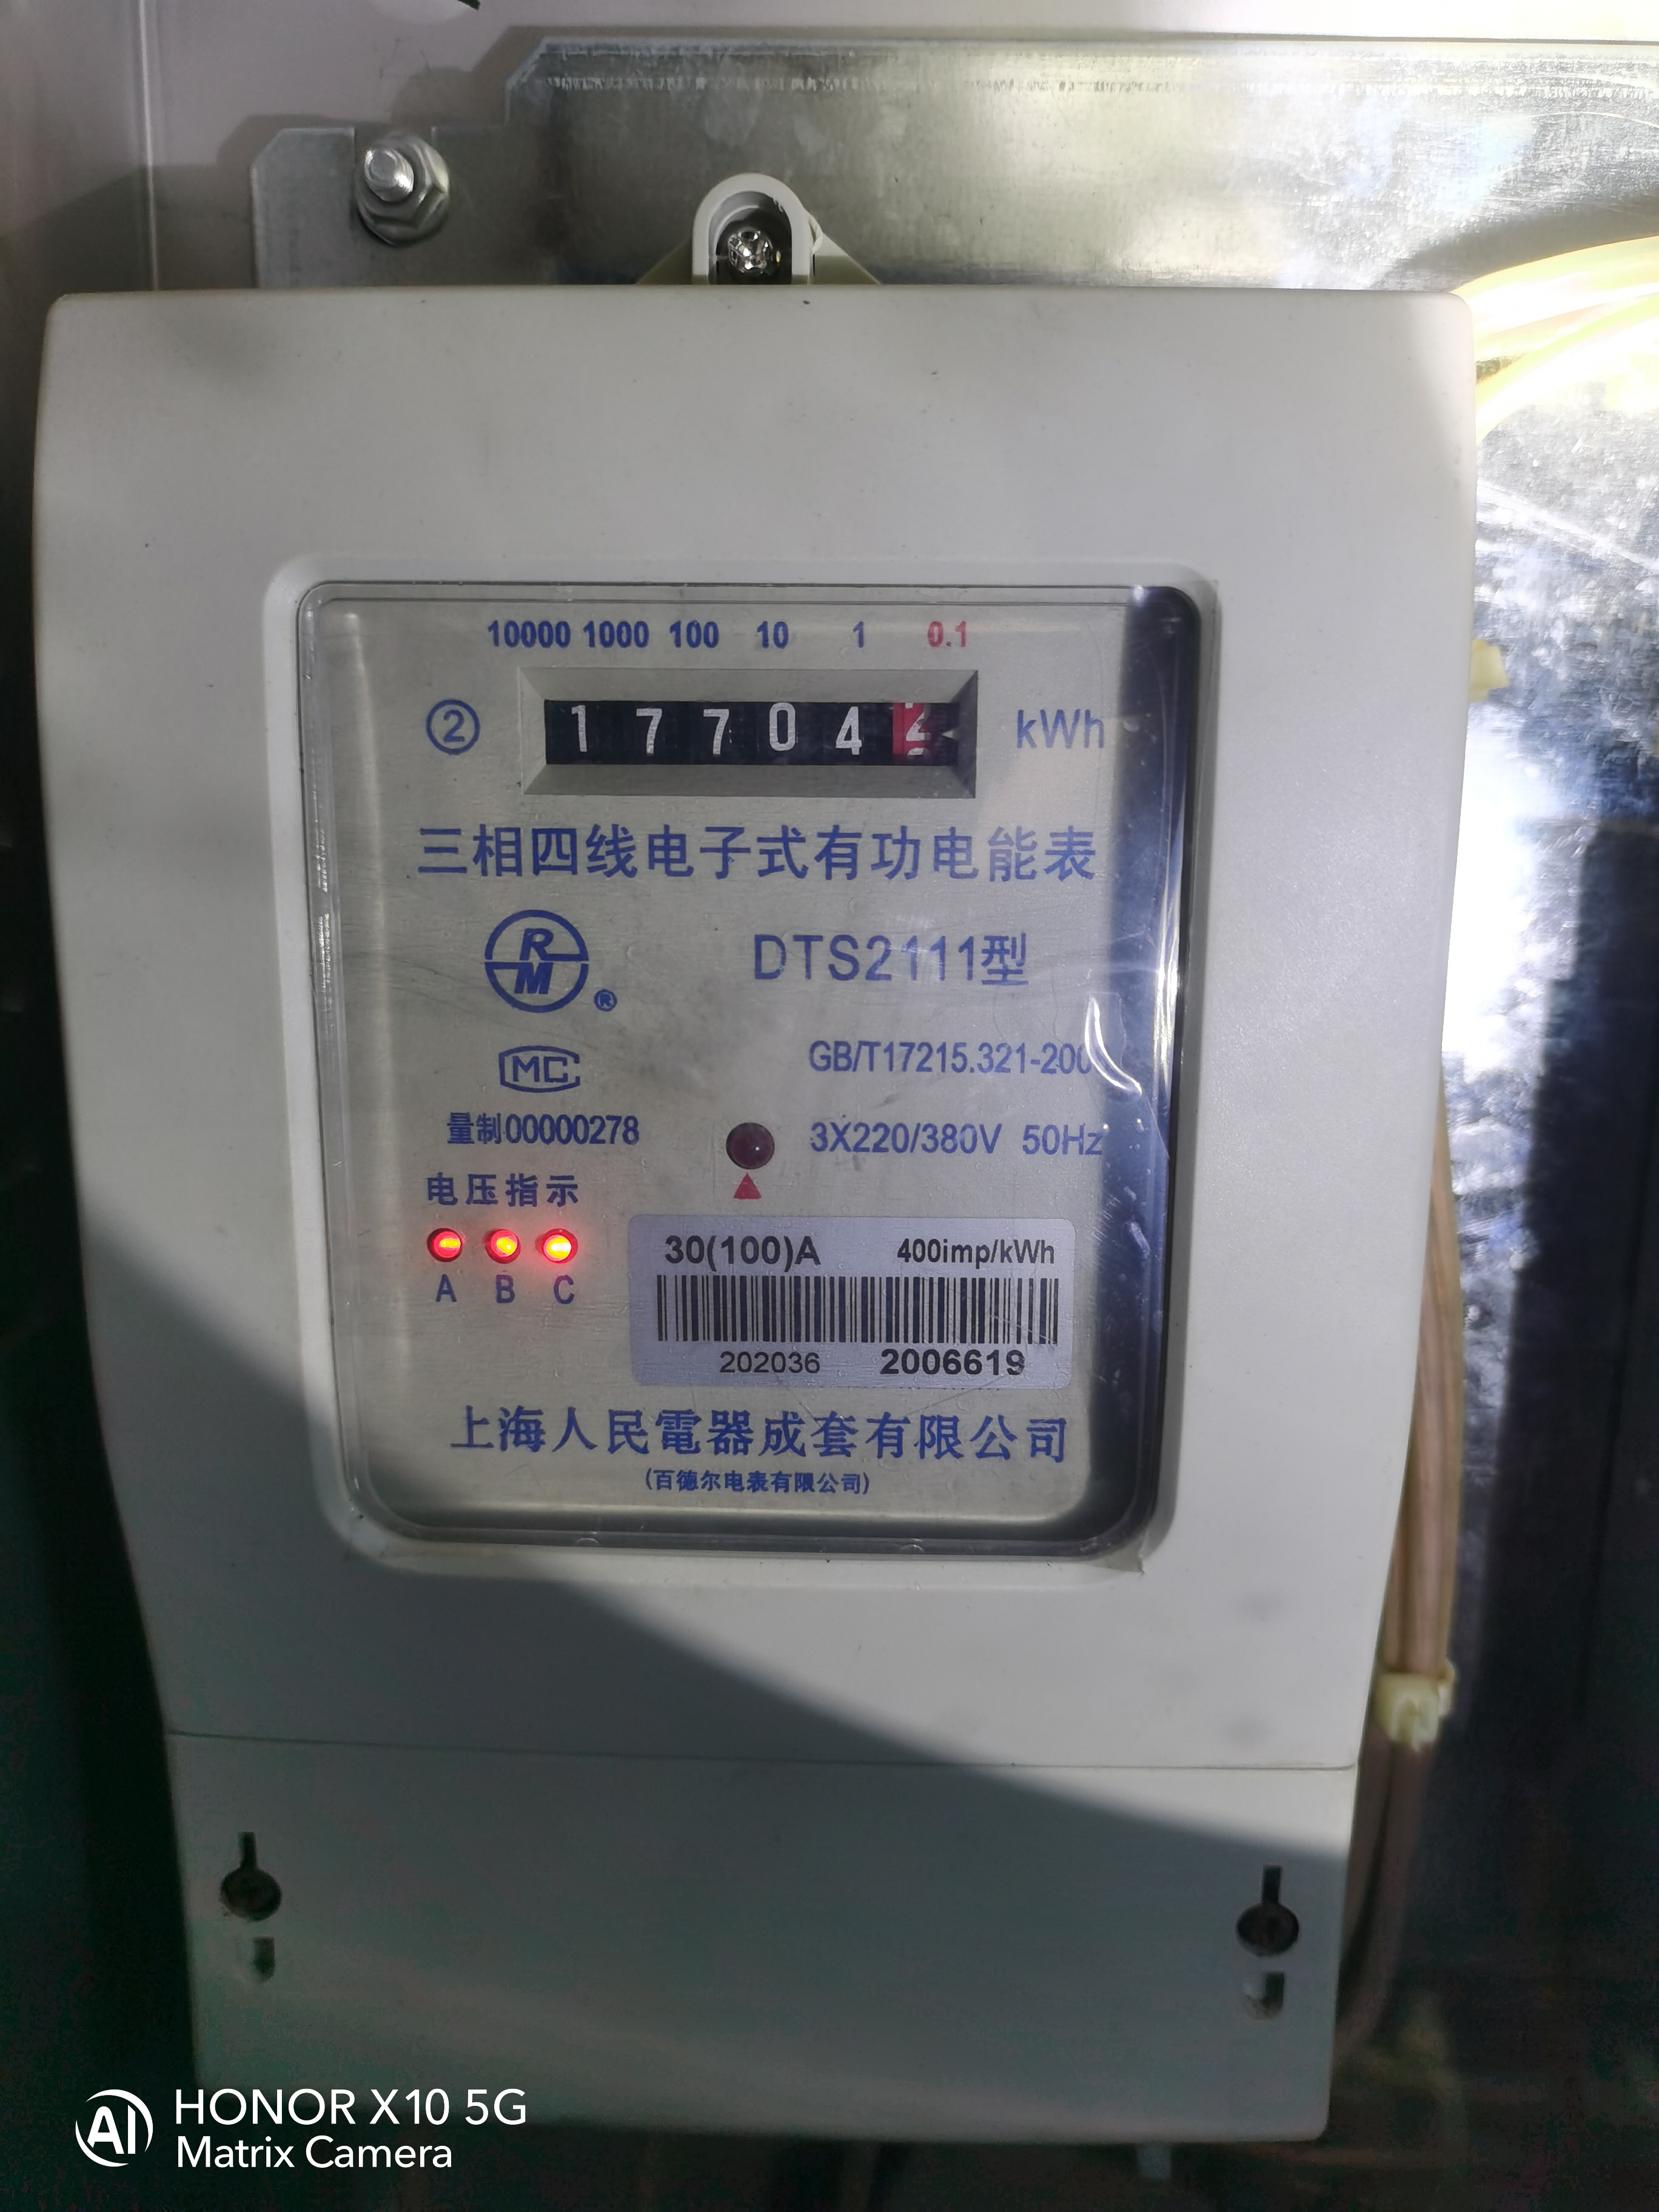 10000 1000 100 10 1 0.1
② 177042 kWh
三相四线电子式有功电能表
RM® DTS2111型
MC GB/T17215.321-200
量制00000278 3X220/380V 50Hz
电压指示
30(100)A 400imp/kWh
A B C
202036 2006619
上海人民電器成套有限公司
(百德尔电表有限公司)
AI HONOR X10 5G
Matrix Camera